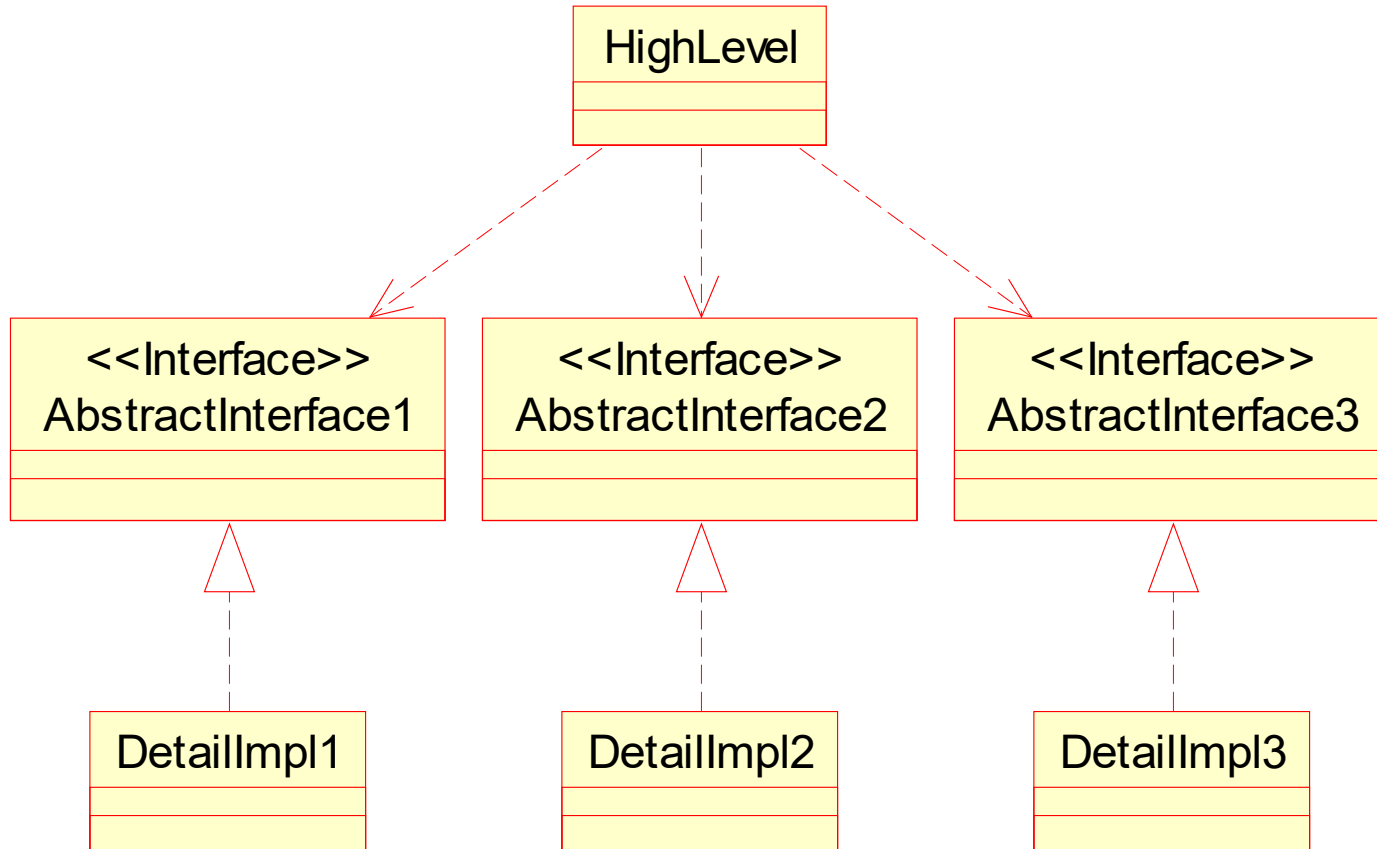 HighLevel
<<Interface>>
AbstractInterface1
<<Interface>>
AbstractInterface2
<<Interface>>
AbstractInterface3
DetailImpl1
DetailImpl2
DetailImpl3